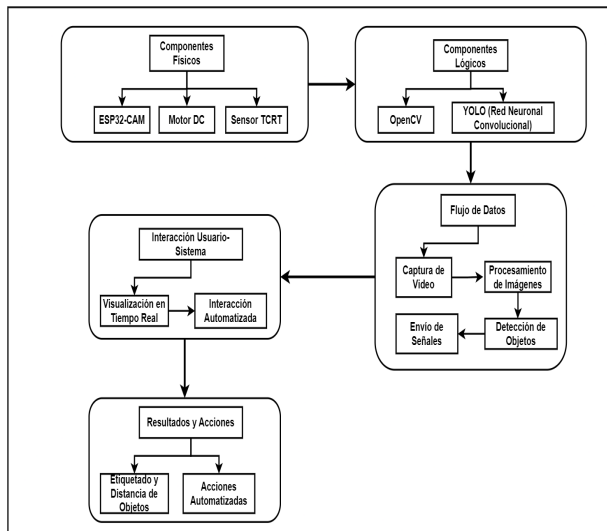 Componentes
Físicos
ESP32-CAM
Motor DC
Sensor TCRT
Componentes
Lógicos
OpenCV
YOLO (Red Neuronal
Convolucional)
Flujo de Datos
Captura de
Video
Procesamiento
de Imágenes
Envío de
Señales
Detección de
Objetos
Interacción Usuario-
Sistema
Visualización en
Tiempo Real
Interacción
Automatizada
Resultados y Acciones
Etiquetado y
Distancia de
Objetos
Acciones
Automatizadas